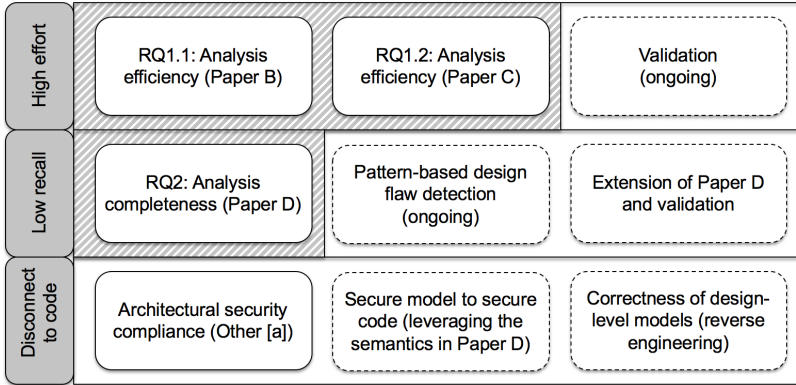 High effort
RQ1.1: Analysis
efficiency (Paper B)
RQ1.2: Analysis
efficiency (Paper C)
Validation
(ongoing)
Low recall
RQ2: Analysis
completeness (Paper D)
Pattern-based design
flaw detection
(ongoing)
Extension of Paper D
and validation
Disconnect
to code
Architectural security
compliance (Other [a])
Secure model to secure
code (leveraging the
semantics in Paper D)
Correctness of design-
level models (reverse
engineering)